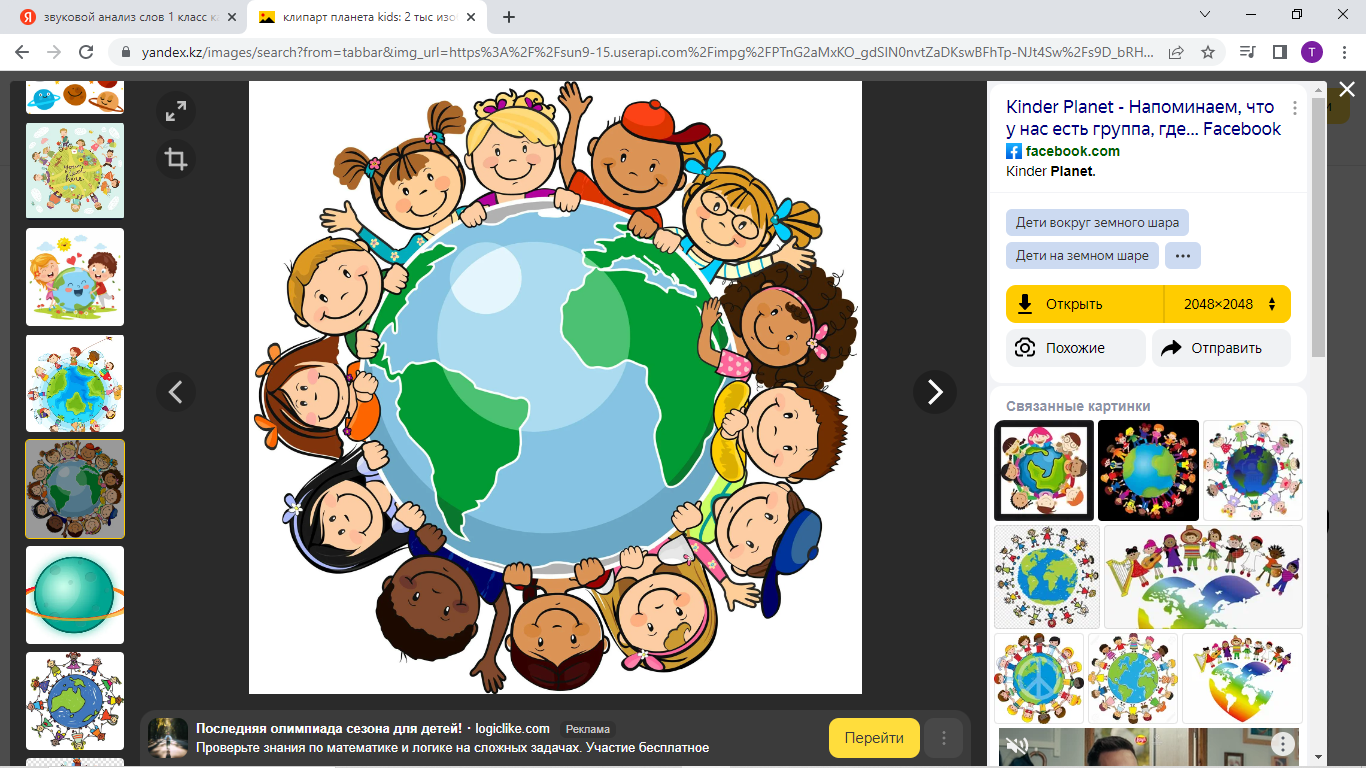 звуковой анализ слов 1 класс ка
клипарт планета kids: 2 тыс изо
yandex.kz/images/search?from=tabbar&img_url=https%3A%2F%2Fsun9-15.userapi.com%2Fimpg%2FPTnG2aMxKO_gdSIN0nvtZaDKswBFhTp-NJt4Sw%2Fs9D_bRH...
T
Kinder Planet - Напоминаем, что
у нас есть группа, где... Facebook
facebook.com
Kinder Planet.
Дети вокруг земного шара
Дети на земном шаре
Открыть
2048×2048
Похожие
Отправить
Связанные картинки
Последняя олимпиада сезона для детей! · logiclike.com Реклама
Проверьте знания по математике и логике на сложных задачах. Участие бесплатное
Перейти